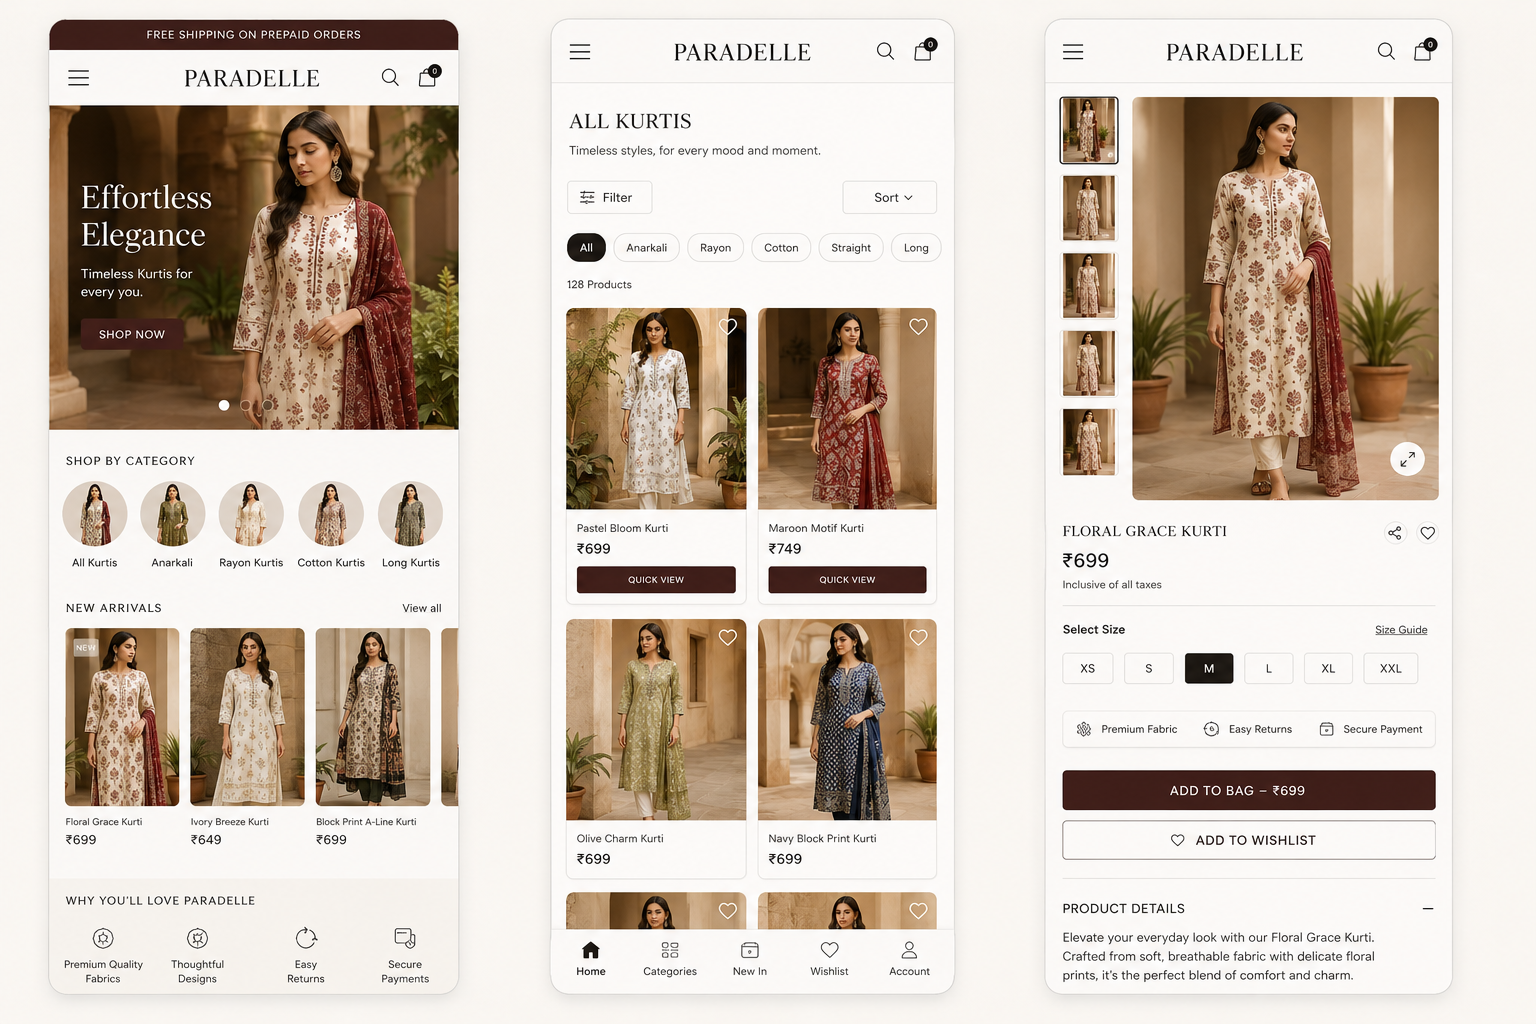 FREE SHIPPING ON PREPAID ORDERS
PARADELLE
0
Effortless
Elegance
Timeless Kurtis for
every you.
SHOP NOW
SHOP BY CATEGORY
All Kurtis
Anarkali
Rayon Kurtis
Cotton Kurtis
Long Kurtis
NEW ARRIVALS
View all
NEW
Floral Grace Kurti
₹699
Ivory Breeze Kurti
₹649
Block Print A-Line Kurti
₹699
WHY YOU'LL LOVE PARADELLE
Premium Quality
Fabrics
Thoughtful
Designs
Easy
Returns
Secure
Payments
PARADELLE
0
ALL KURTIS
Timeless styles, for every mood and moment.
Filter
Sort
All
Anarkali
Rayon
Cotton
Straight
Long
128 Products
Pastel Bloom Kurti
₹699
QUICK VIEW
Maroon Motif Kurti
₹749
QUICK VIEW
Olive Charm Kurti
₹699
Navy Block Print Kurti
₹699
Home
Categories
New In
Wishlist
Account
PARADELLE
0
FLORAL GRACE KURTI
₹699
Inclusive of all taxes
Select Size
Size Guide
XS
S
M
L
XL
XXL
Premium Fabric
Easy Returns
Secure Payment
ADD TO BAG – ₹699
ADD TO WISHLIST
PRODUCT DETAILS
Elevate your everyday look with our Floral Grace Kurti.
Crafted from soft, breathable fabric with delicate floral
prints, it's the perfect blend of comfort and charm.